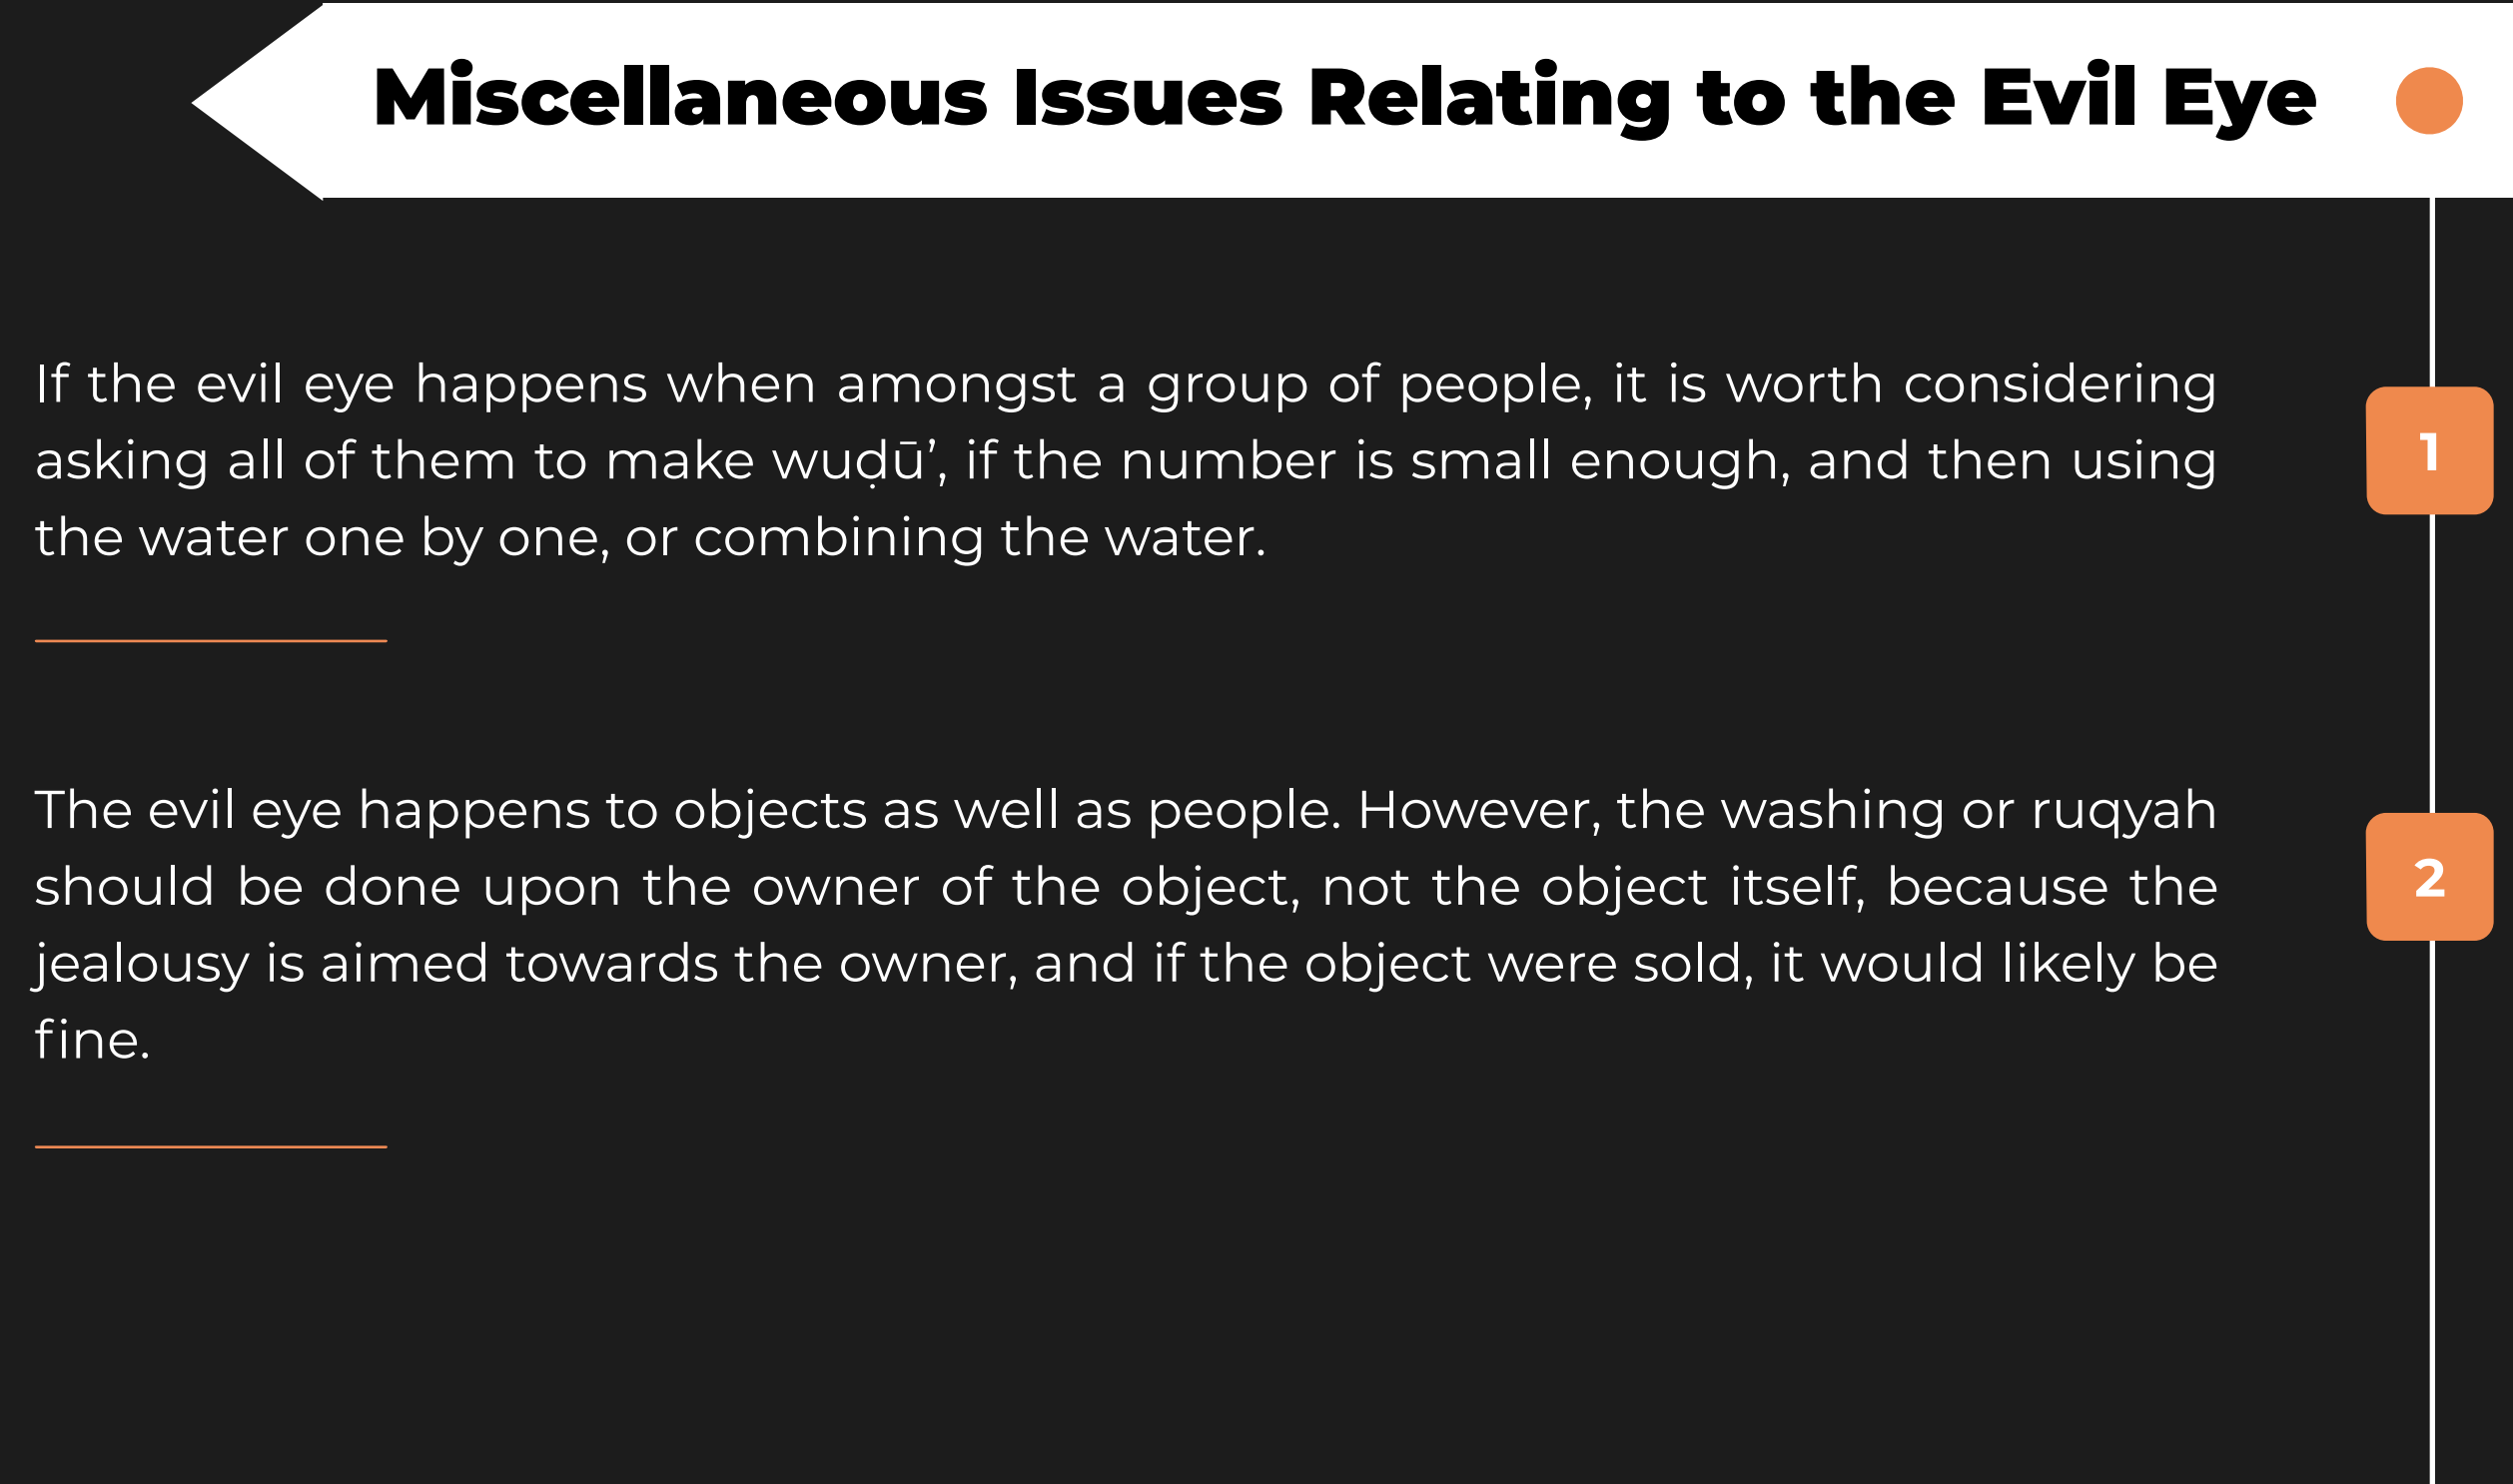 Miscellaneous Issues Relating to the Evil Eye
If the evil eye happens when amongst a group of people, it is worth considering
asking all of them to make wuḍū’, if the number is small enough, and then using
the water one by one, or combining the water.
1
The evil eye happens to objects as well as people. However, the washing or ruqyah
should be done upon the owner of the object, not the object itself, because the
jealousy is aimed towards the owner, and if the object were sold, it would likely be
fine.
2